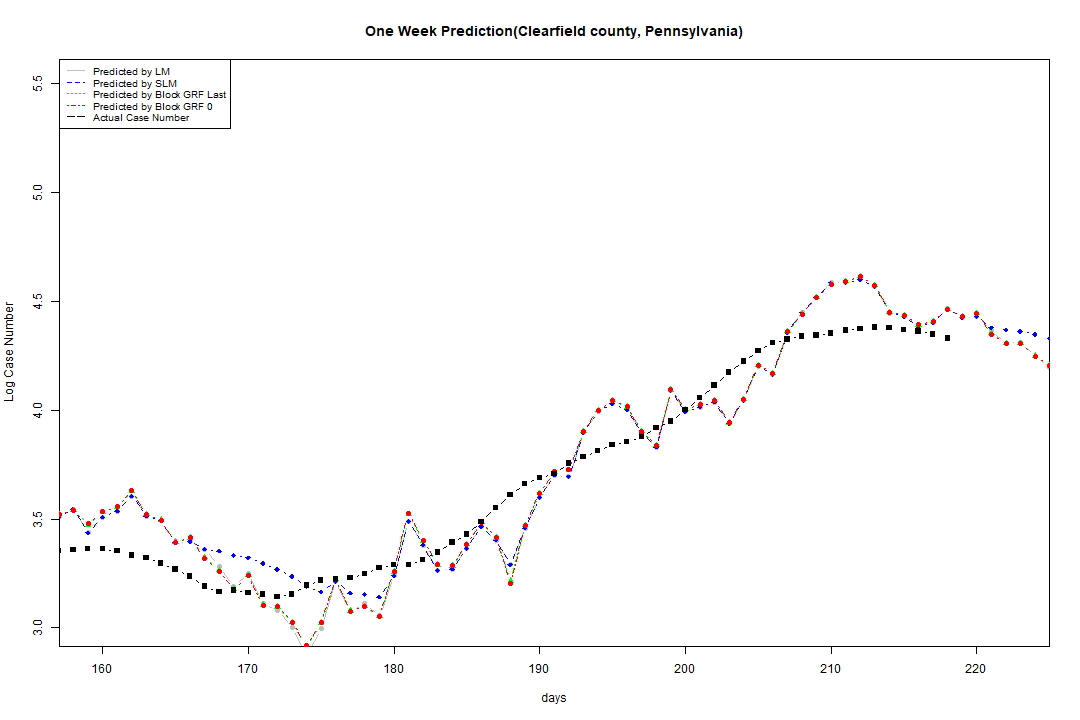 One Week Prediction(Clearfield county, Pennsylvania)
Predicted by LM
Predicted by SLM
Predicted by Block GRF Last
Predicted by Block GRF 0
Actual Case Number
5.5
5.0
4.5
4.0
3.5
3.0
Log Case Number
160 170 180 190 200 210 220
days